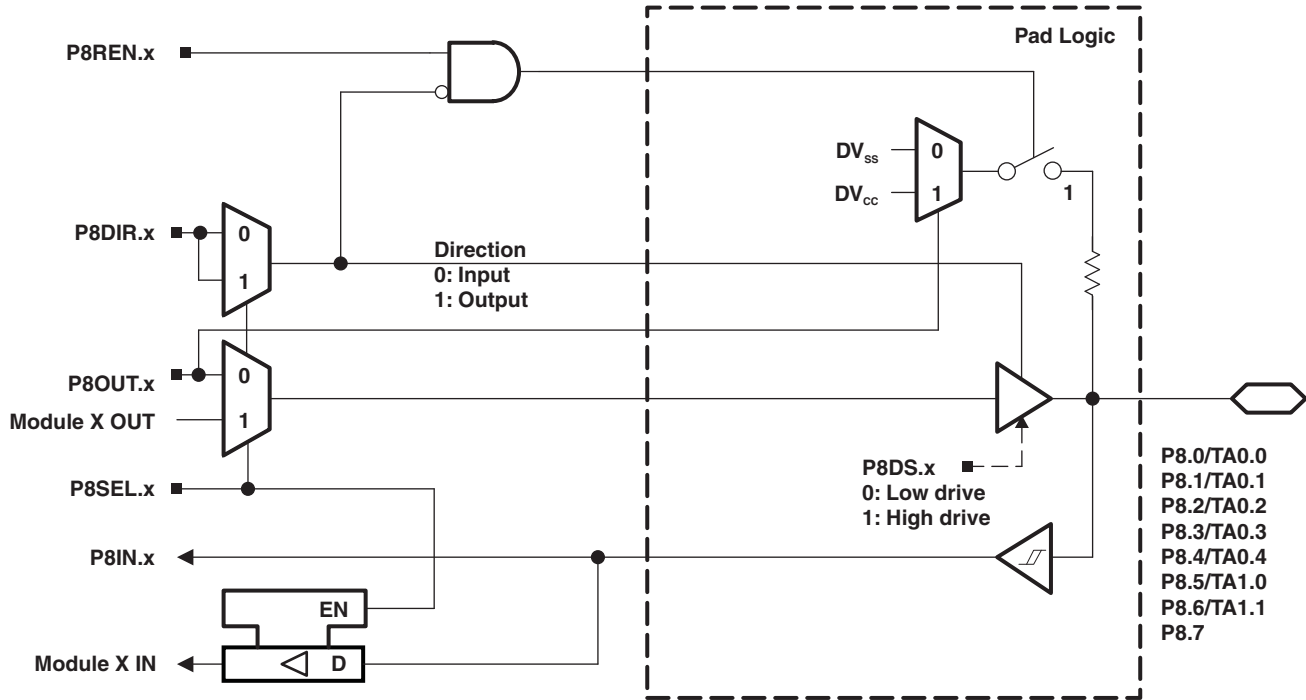 Pad Logic
P8REN.x
DVss
0
DVcc
1
1
P8DIR.x
0
1
Direction
0: Input
1: Output
P8OUT.x
0
Module X OUT
1
P8DS.x
0: Low drive
1: High drive
P8SEL.x
P8IN.x
EN
Module X IN
D
P8.0/TA0.0
P8.1/TA0.1
P8.2/TA0.2
P8.3/TA0.3
P8.4/TA0.4
P8.5/TA1.0
P8.6/TA1.1
P8.7